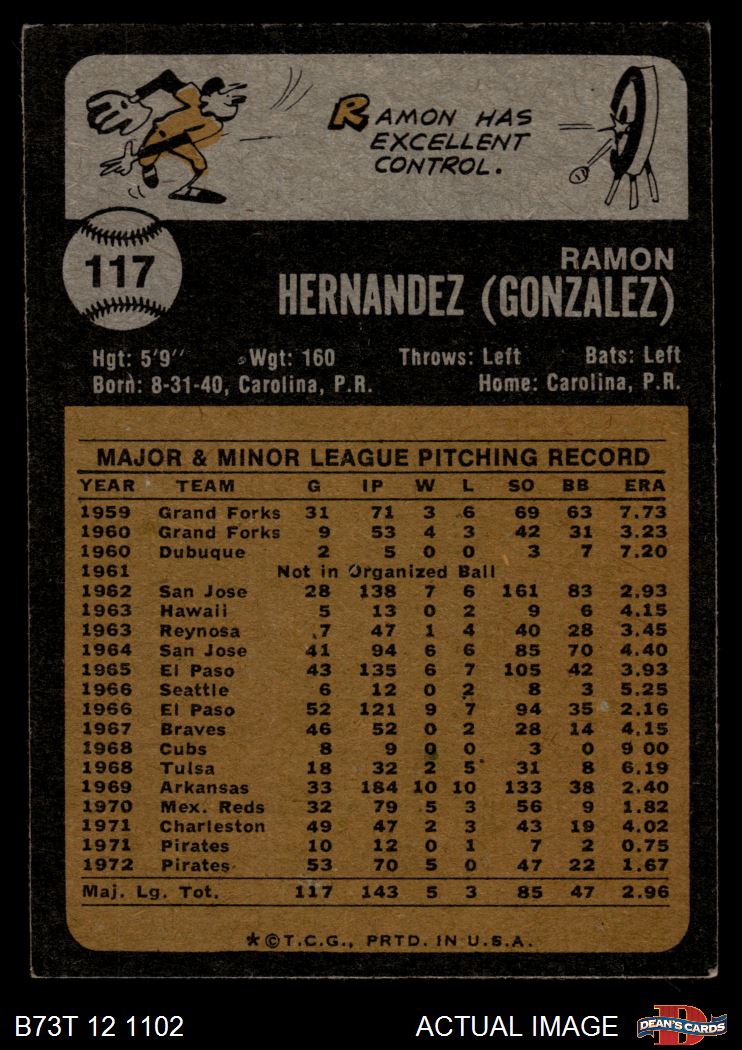 RAMON HAS
EXCELLENT
CONTROL.
117
RAMON
HERNANDEZ (GONZALEZ)
Hgt: 5'9" Wgt: 160 Throws: Left Bats: Left
Born: 8-31-40, Carolina, P.R. Home: Carolina, P.R.
MAJOR & MINOR LEAGUE PITCHING RECORD
YEAR TEAM G IP W L SO BB ERA
1959 Grand Forks 31 71 3 6 69 63 7.73
1960 Grand Forks 9 53 4 3 42 31 3.23
1960 Dubuque 2 5 0 0 3 7 7.20
1961 Not in Organized Ball
1962 San Jose 28 138 7 6 161 83 2.93
1963 Hawaii 5 13 0 2 9 6 4.15
1963 Reynosa 7 47 1 4 40 28 3.45
1964 San Jose 41 94 6 6 85 70 4.40
1965 El Paso 43 135 6 7 105 42 3.93
1966 Seattle 6 12 0 2 8 3 5.25
1966 El Paso 52 121 9 7 94 35 2.16
1967 Braves 46 52 0 2 28 14 4.15
1968 Cubs 8 9 0 0 3 0 9 00
1968 Tulsa 18 32 2 5 31 8 6.19
1969 Arkansas 33 184 10 10 133 38 2.40
1970 Mex. Reds 32 79 5 3 56 9 1.82
1971 Charleston 49 47 2 3 43 19 4.02
1971 Pirates 10 12 0 1 7 2 0.75
1972 Pirates 53 70 5 0 47 22 1.67
Maj. Lg. Tot. 117 143 5 3 85 47 2.96
*©T.C.G., PRTD. IN U.S.A.
B73T 12 1102 ACTUAL IMAGE DEAN'S CARDS